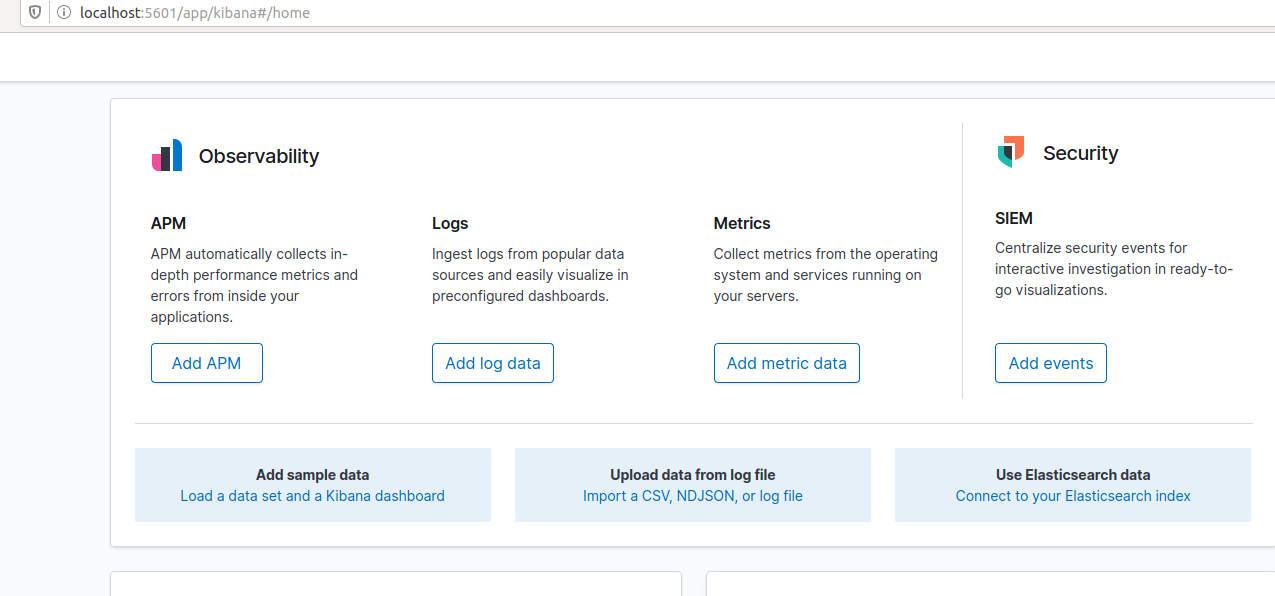 localhost:5601/app/kibana#/home
Observability
APM
APM automatically collects in-
depth performance metrics and
errors from inside your
applications.
Add APM
Logs
Ingest logs from popular data
sources and easily visualize in
preconfigured dashboards.
Add log data
Metrics
Collect metrics from the operating
system and services running on
your servers.
Add metric data
Security
SIEM
Centralize security events for
interactive investigation in ready-to-
go visualizations.
Add events
Add sample data
Load a data set and a Kibana dashboard
Upload data from log file
Import a CSV, NDJSON, or log file
Use Elasticsearch data
Connect to your Elasticsearch index